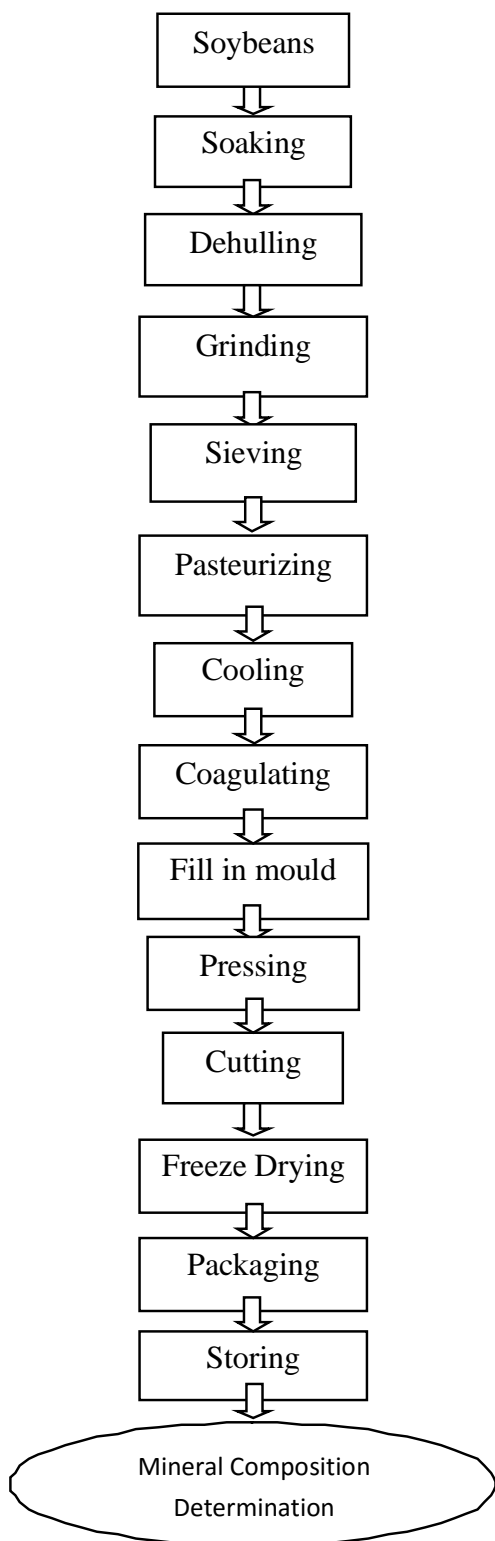 Soybeans
Soaking
Dehulling
Grinding
Sieving
Pasteurizing
Cooling
Coagulating
Fill in mould
Pressing
Cutting
Freeze Drying
Packaging
Storing
Mineral Composition
Determination